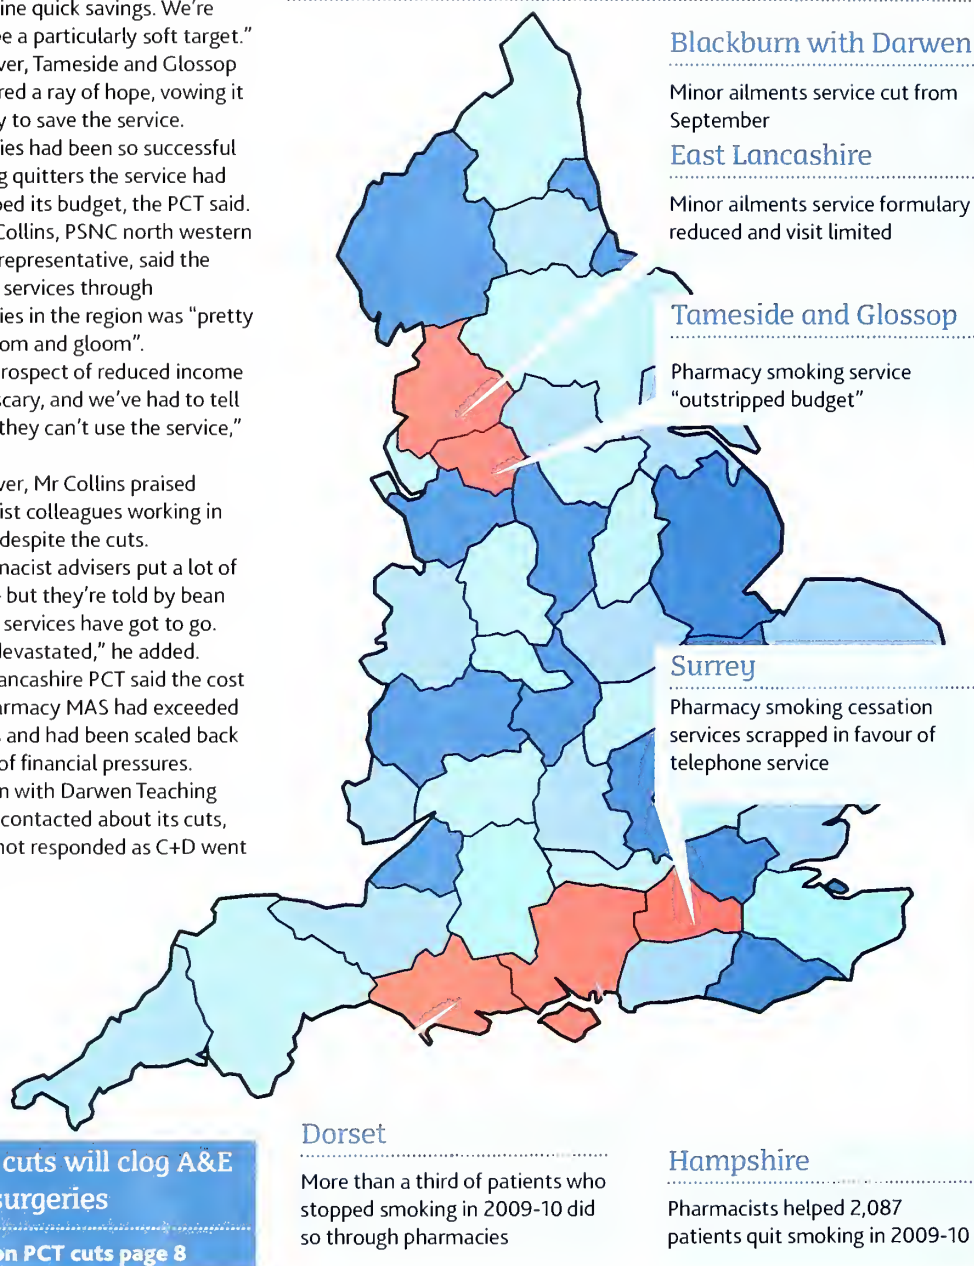 ine quick savings. We're
e a particularly soft target."
ver, Tameside and Glossop
red a ray of hope, vowing it
y to save the service.
ies had been so successful
g quitters the service had
ped its budget, the PCT said.
Collins, PSNC north western
representative, said the
services through
ies in the region was "pretty
om and gloom".
rospect of reduced income
scary, and we've had to tell
they can't use the service,"
ver, Mr Collins praised
ist colleagues working in
despite the cuts.
nacist advisers put a lot of
but they're told by bean
services have got to go.
devastated," he added.
ancashire PCT said the cost
armacy MAS had exceeded
, and had been scaled back
of financial pressures.
n with Darwen Teaching
contacted about its cuts,
not responded as C+D went
cuts will clog A&E
surgeries
on PCT cuts page 8
Blackburn with Darwen
Minor ailments service cut from
September
East Lancashire
Minor ailments service formulary
reduced and visit limited
Tameside and Glossop
Pharmacy smoking service
"outstripped budget"
Surrey
Pharmacy smoking cessation
services scrapped in favour of
telephone service
Dorset
More than a third of patients who
stopped smoking in 2009-10 did
so through pharmacies
Hampshire
Pharmacists helped 2,087
patients quit smoking in 2009-10